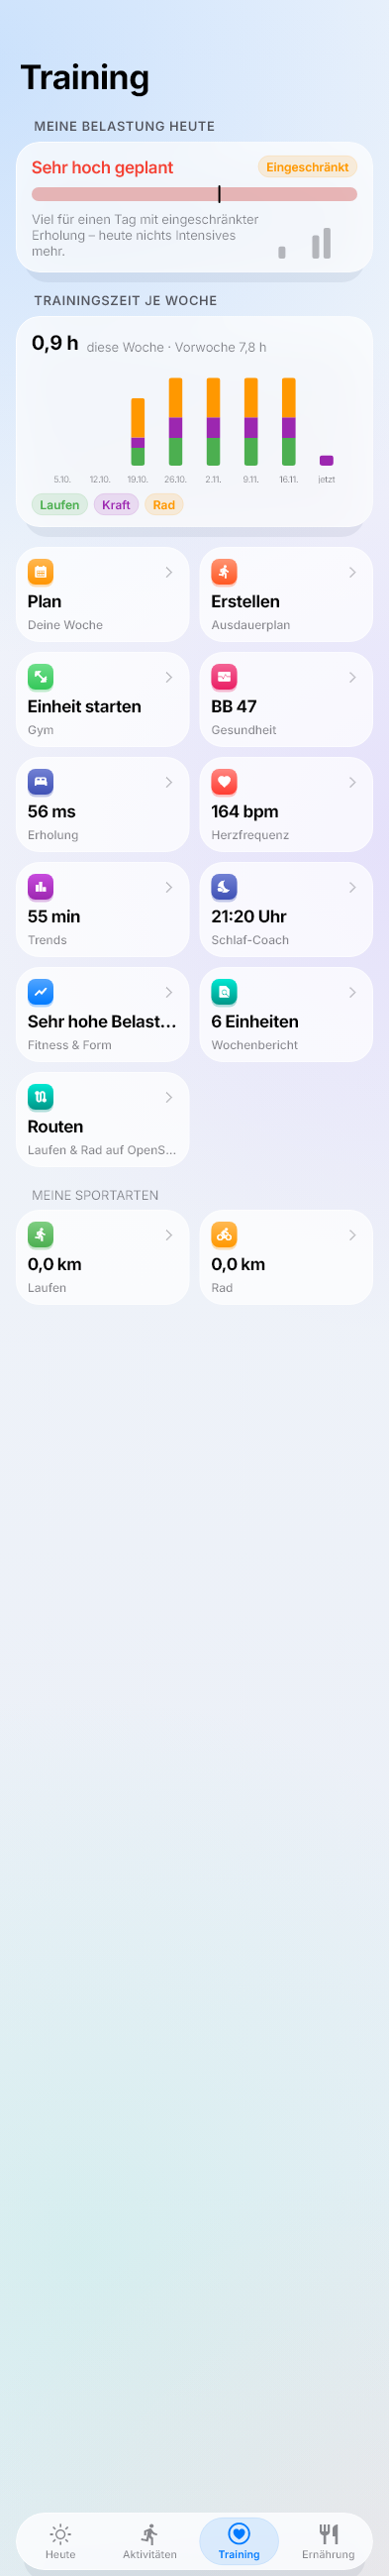 Training
MEINE BELASTUNG HEUTE
Sehr hoch geplant
Eingeschränkt
Viel für einen Tag mit eingeschränkter
Erholung – heute nichts Intensives
mehr.
TRAININGSZEIT JE WOCHE
0,9 h diese Woche · Vorwoche 7,8 h
5.10. 12.10. 19.10. 26.10. 2.11. 9.11. 16.11. jetzt
Laufen Kraft Rad
Plan
Deine Woche
Erstellen
Ausdauerplan
Einheit starten
Gym
BB 47
Gesundheit
56 ms
Erholung
164 bpm
Herzfrequenz
55 min
Trends
21:20 Uhr
Schlaf-Coach
Sehr hohe Belast…
Fitness & Form
6 Einheiten
Wochenbericht
Routen
Laufen & Rad auf OpenS…
MEINE SPORTARTEN
0,0 km
Laufen
0,0 km
Rad
Heute Aktivitäten Training Ernährung